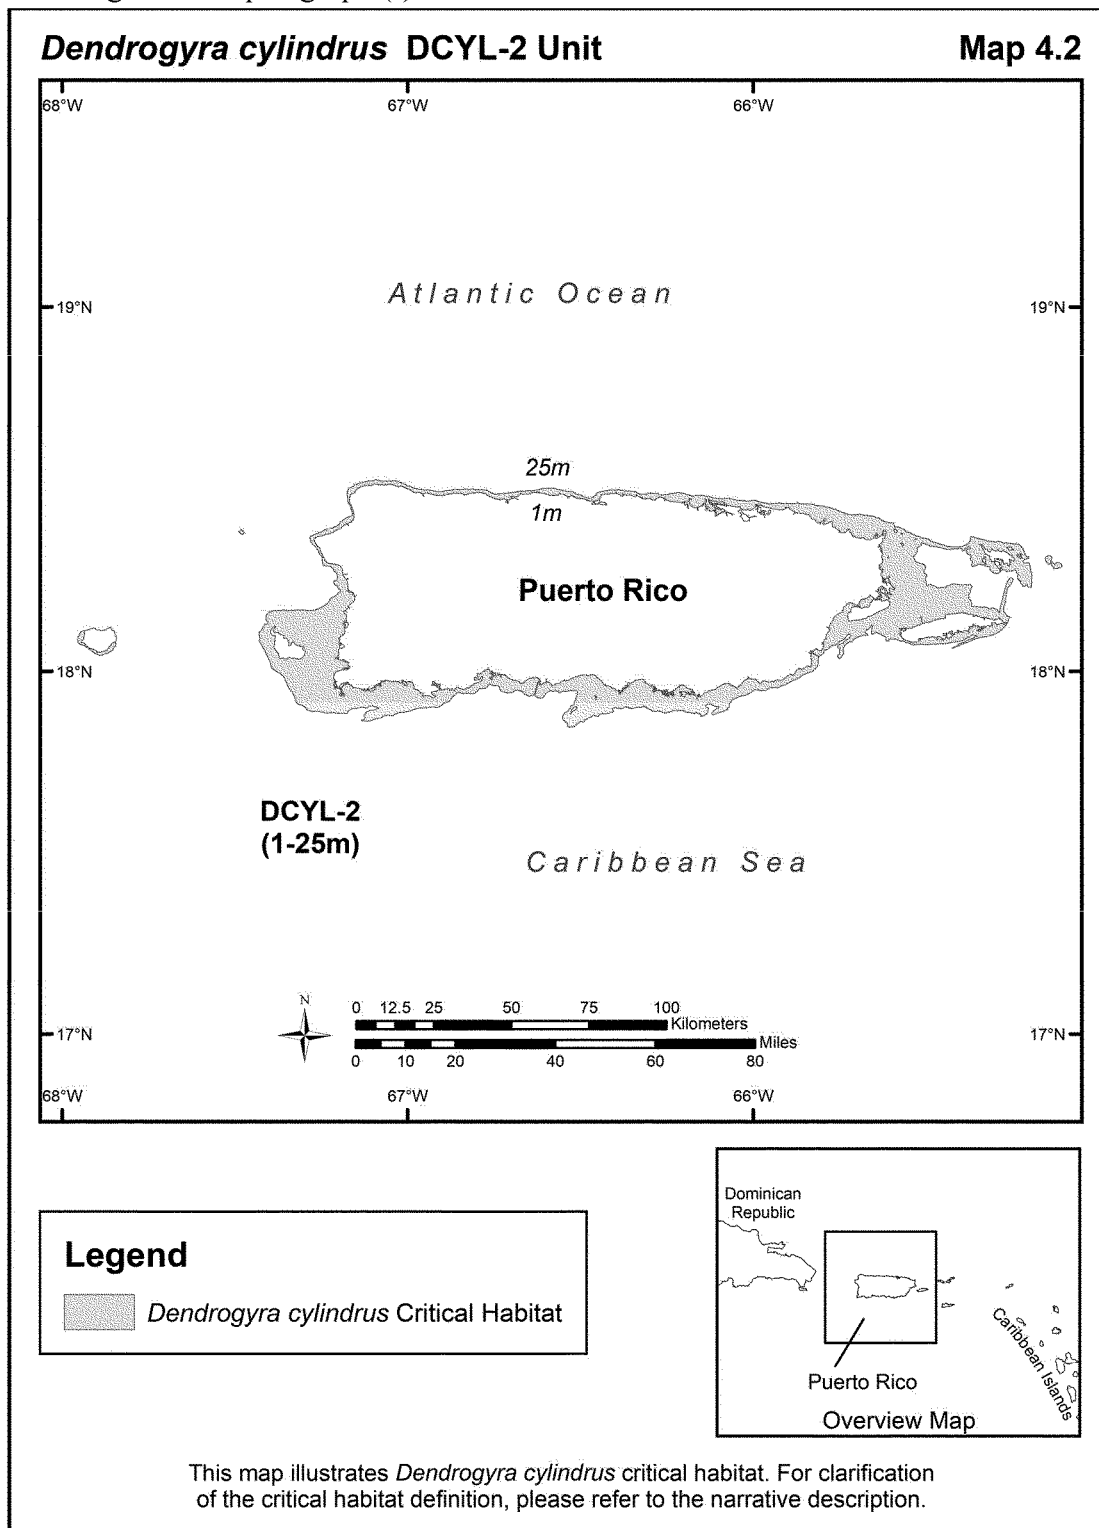 Dendrogyra cylindrus DCYL-2 Unit
Map 4.2
68°W
67°W
66°W
Atlantic Ocean
19°N
19°N
25m
1m
Puerto Rico
18°N
18°N
DCYL-2
(1-25m)
Caribbean Sea
N
0 12.5 25 50 75 100
Kilometers
Miles
0 10 20 40 60 80
17°N
17°N
68°W
67°W
66°W
Legend
Dendrogyra cylindrus Critical Habitat
Dominican
Republic
Caribbean Islands
Puerto Rico
Overview Map
This map illustrates Dendrogyra cylindrus critical habitat. For clarification
of the critical habitat definition, please refer to the narrative description.